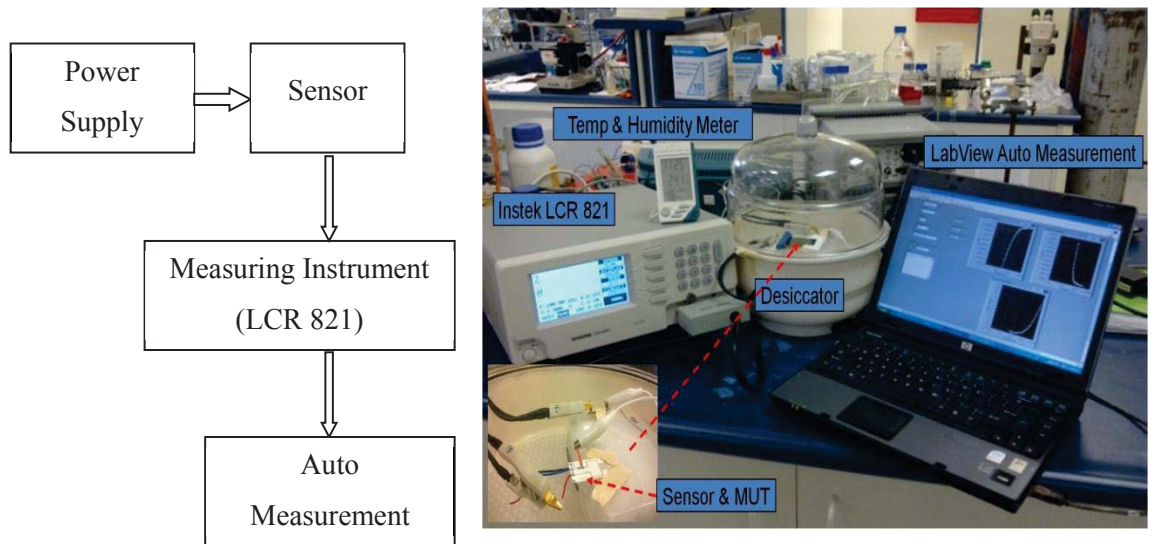 Power
Supply
Sensor
Measuring Instrument
(LCR 821)
Auto
Measurement
Temp & Humidity Meter
LabView Auto Measurement
Instek LCR 821
Desiccator
Sensor & MUT
hp